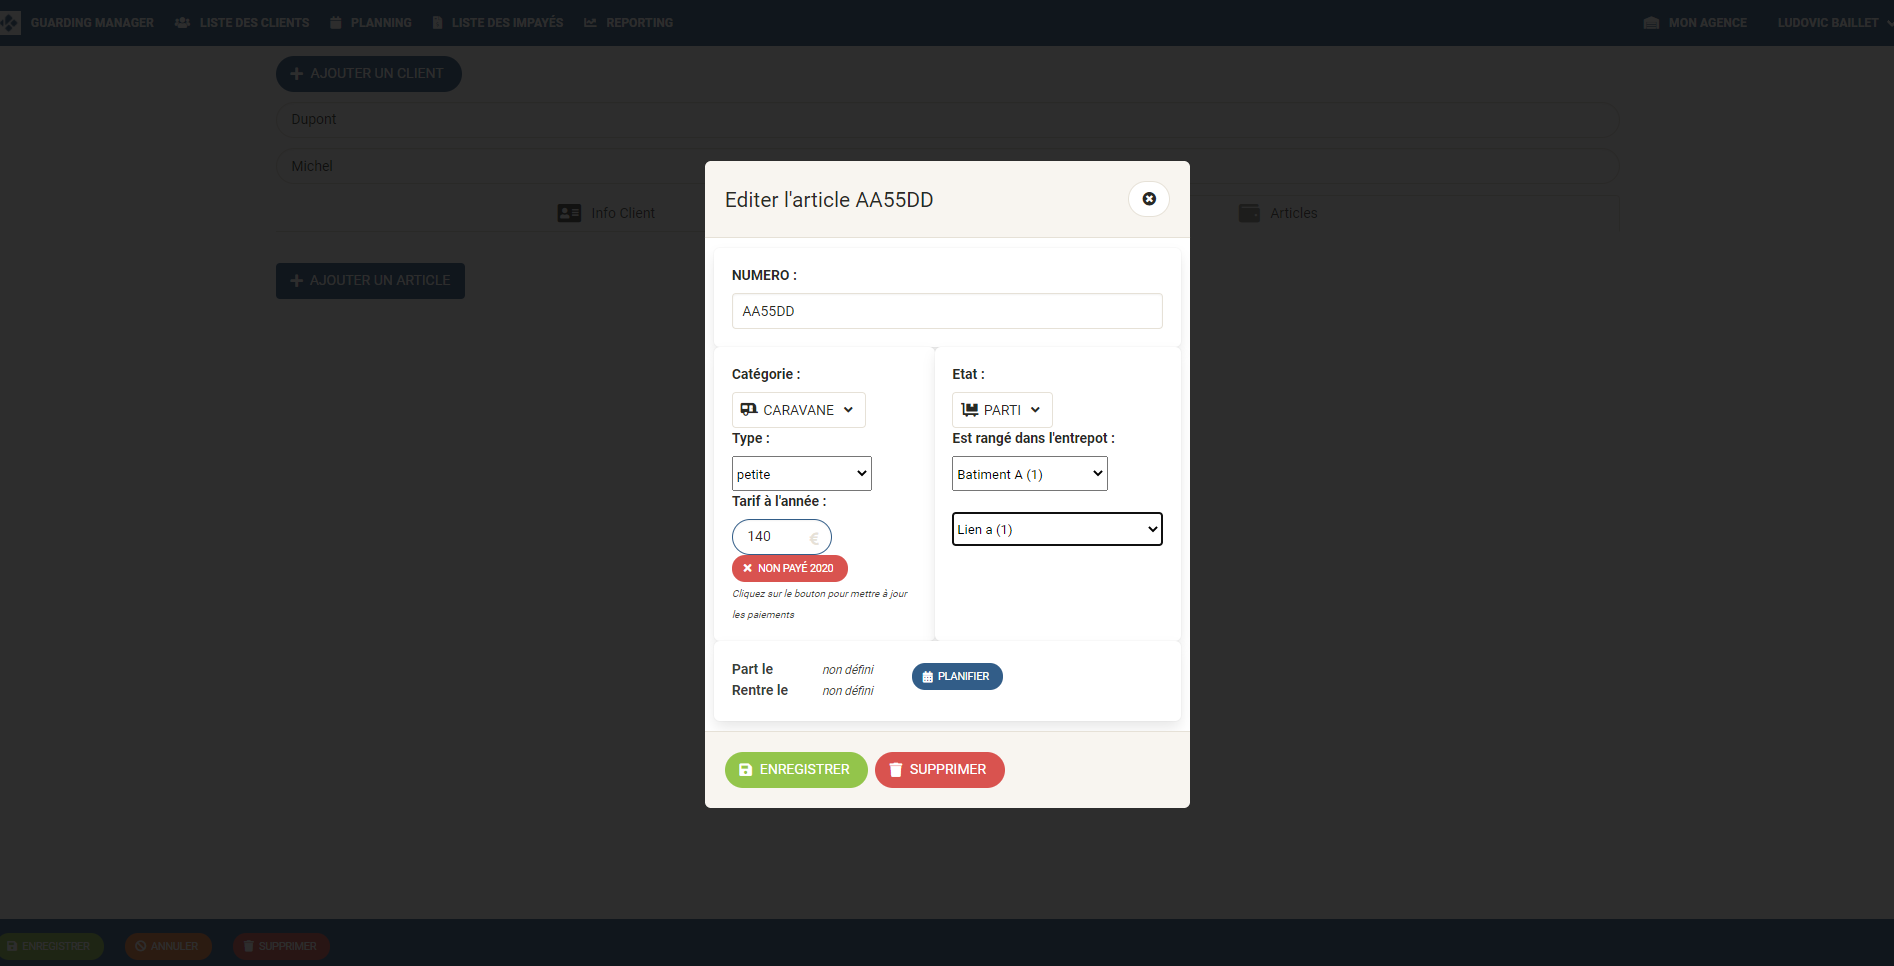 GUARDING MANAGER LISTE DES CLIENTS PLANNING LISTE DES IMPAYÉS REPORTING MON AGENCE LUDOVIC BAILLET
AJOUTER UN CLIENT
Dupont
Michel
Info Client Articles
AJOUTER UN ARTICLE
Editer l'article AA55DD
NUMERO :
AA55DD
Catégorie :
CARAVANE
Type :
petite
Tarif à l'année :
140 €
NON PAYÉ 2020
Cliquez sur le bouton pour mettre à jour
les paiements
Etat :
PARTI
Est rangé dans l'entrepot :
Batiment A (1)
Lien a (1)
Part le non défini
Rentre le non défini
PLANIFIER
ENREGISTRER SUPPRIMER
ENREGISTRER ANNULER SUPPRIMER